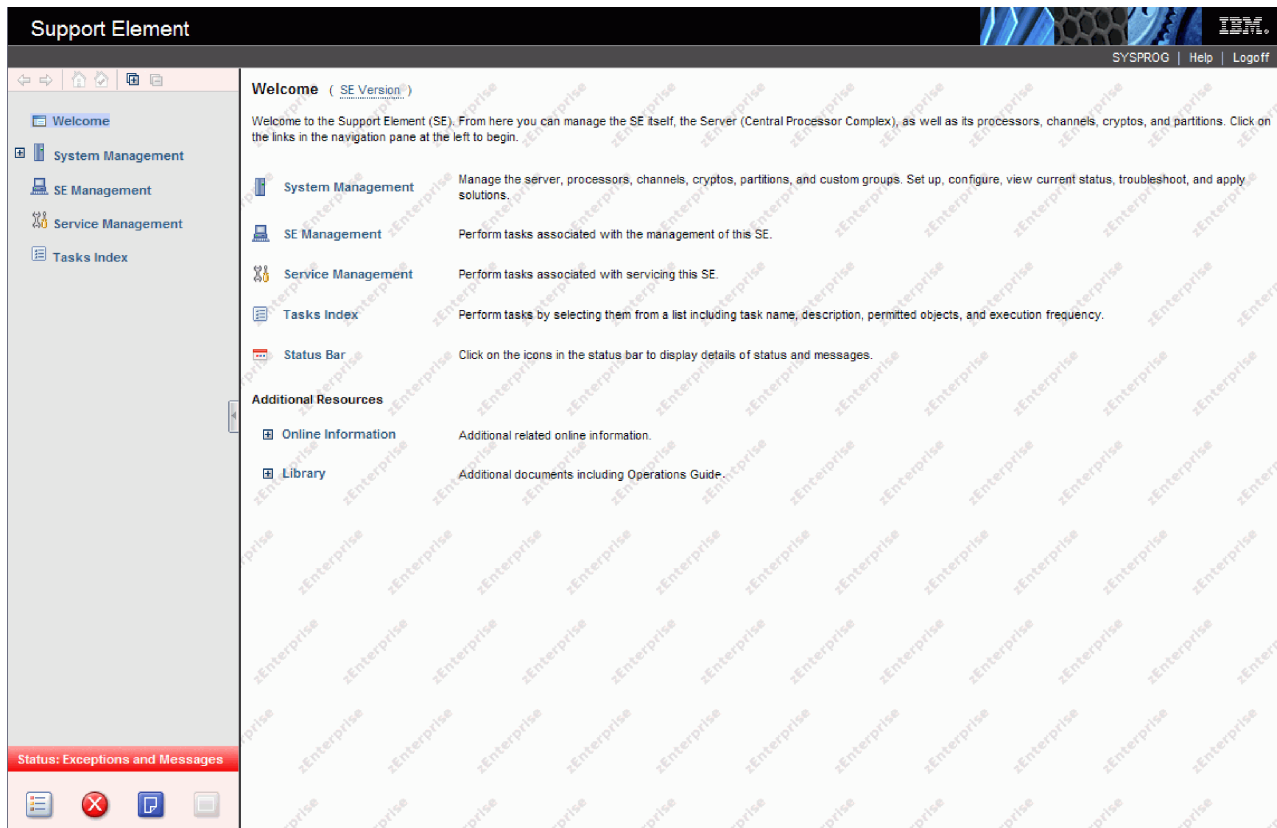 Support Element
IBM.
SYSPROG | Help | Logoff
Welcome
System Management
SE Management
Service Management
Tasks Index
Welcome ( SE Version )
Welcome to the Support Element (SE). From here you can manage the SE itself, the Server (Central Processor Complex), as well as its processors, channels, cryptos, and partitions. Click on
the links in the navigation pane at the left to begin.
System Management
Manage the server, processors, channels, cryptos, partitions, and custom groups. Set up, configure, view current status, troubleshoot, and apply
solutions.
SE Management
Perform tasks associated with the management of this SE.
Service Management
Perform tasks associated with servicing this SE.
Tasks Index
Perform tasks by selecting them from a list including task name, description, permitted objects, and execution frequency.
Status Bar
Click on the icons in the status bar to display details of status and messages.
Additional Resources
Online Information
Additional related online information.
Library
Additional documents including Operations Guide.
Status: Exceptions and Messages
zEnterprise